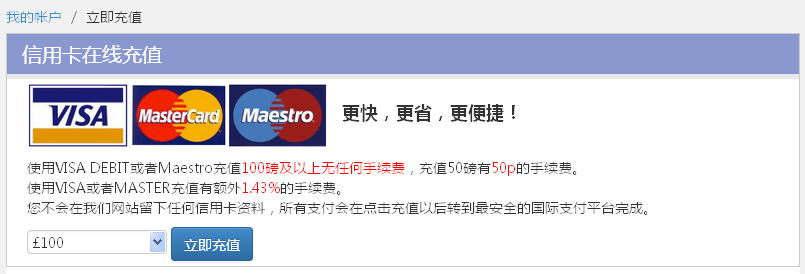 我的帐户 / 立即充值
信用卡在线充值
VISA MasterCard Maestro 更快，更省，更便捷！
使用VISA DEBIT或者Maestro充值100磅及以上无任何手续费，充值50磅有50p的手续费。
使用VISA或者MASTER充值有额外1.43%的手续费。
您不会在我们网站留下任何信用卡资料，所有支付会在点击充值以后转到最安全的国际支付平台完成。
£100 立即充值